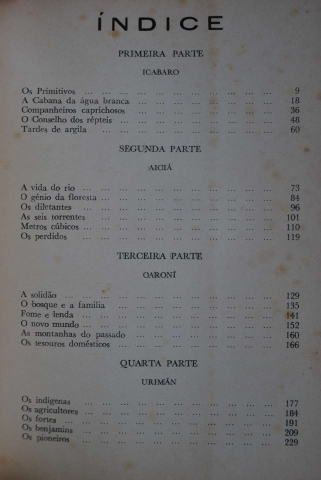 ÍNDICE
PRIMEIRA PARTE
ICABARO
Os Primitivos ... ... ... ... ... ... ... ... ... 9
A Cabana da água branca ... ... ... ... ... ... ... 18
Companheiros caprichosos ... ... ... ... ... ... ... 36
O Conselho dos répteis ... ... ... ... ... ... ... 48
Tardes de argila ... ... ... ... ... ... ... ... 60
SEGUNDA PARTE
AICIÁ
A vida do rio ... ... ... ... ... ... ... ... ... 73
O génio da floresta ... ... ... ... ... ... ... ... 84
Os diletantes ... ... ... ... ... ... ... ... ... 96
As seis torrentes ... ... ... ... ... ... ... ... 101
Metros cúbicos ... ... ... ... ... ... ... ... ... 110
Os perdidos ... ... ... ... ... ... ... ... ... 119
TERCEIRA PARTE
OARONÍ
A solidão ... ... ... ... ... ... ... ... ... ... 129
O bosque e a família ... ... ... ... ... ... ... ... 135
Fome e lenda ... ... ... ... ... ... ... ... ... 141
O novo mundo ... ... ... ... ... ... ... ... ... 152
As montanhas do passado ... ... ... ... ... ... ... 160
Os tesouros domésticos ... ... ... ... ... ... ... 166
QUARTA PARTE
URIMÁN
Os indígenas ... ... ... ... ... ... ... ... ... 177
Os agricultores ... ... ... ... ... ... ... ... ... 184
Os fortes ... ... ... ... ... ... ... ... ... ... 191
Os benjamins ... ... ... ... ... ... ... ... ... 209
Os pioneiros ... ... ... ... ... ... ... ... ... 229